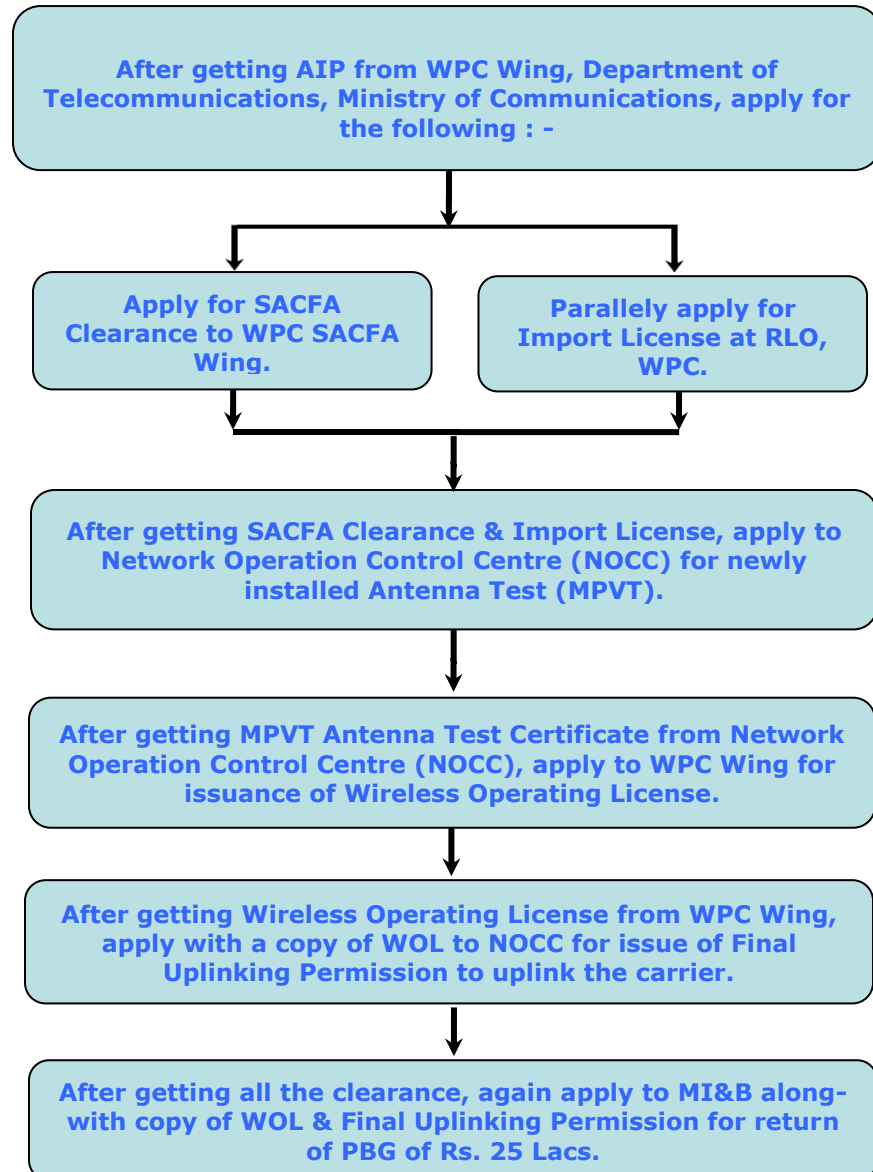 After getting AIP from WPC Wing, Department of
Telecommunications, Ministry of Communications, apply for
the following : -
Apply for SACFA
Clearance to WPC SACFA
Wing.
Parallely apply for
Import License at RLO,
WPC.
After getting SACFA Clearance & Import License, apply to
Network Operation Control Centre (NOCC) for newly
installed Antenna Test (MPVT).
After getting MPVT Antenna Test Certificate from Network
Operation Control Centre (NOCC), apply to WPC Wing for
issuance of Wireless Operating License.
After getting Wireless Operating License from WPC Wing,
apply with a copy of WOL to NOCC for issue of Final
Uplinking Permission to uplink the carrier.
After getting all the clearance, again apply to MI&B along-
with copy of WOL & Final Uplinking Permission for return
of PBG of Rs. 25 Lacs.